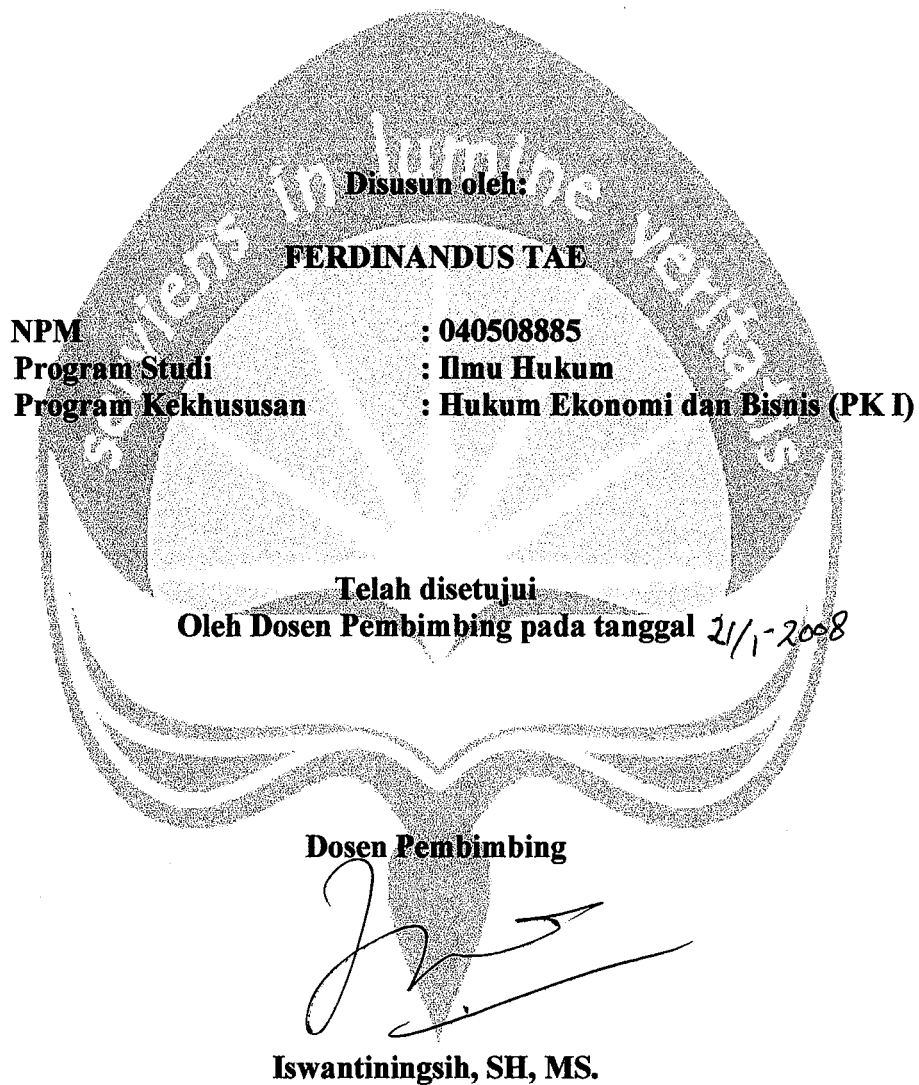 serviens in lumine veritatis
Disusun oleh:
FERDINANDUS TAE
NPM : 040508885
Program Studi : Ilmu Hukum
Program Kekhususan : Hukum Ekonomi dan Bisnis (PK I)
Telah disetujui
Oleh Dosen Pembimbing pada tanggal 21/1-2008
Dosen Pembimbing
Iswantiningsih, SH, MS.